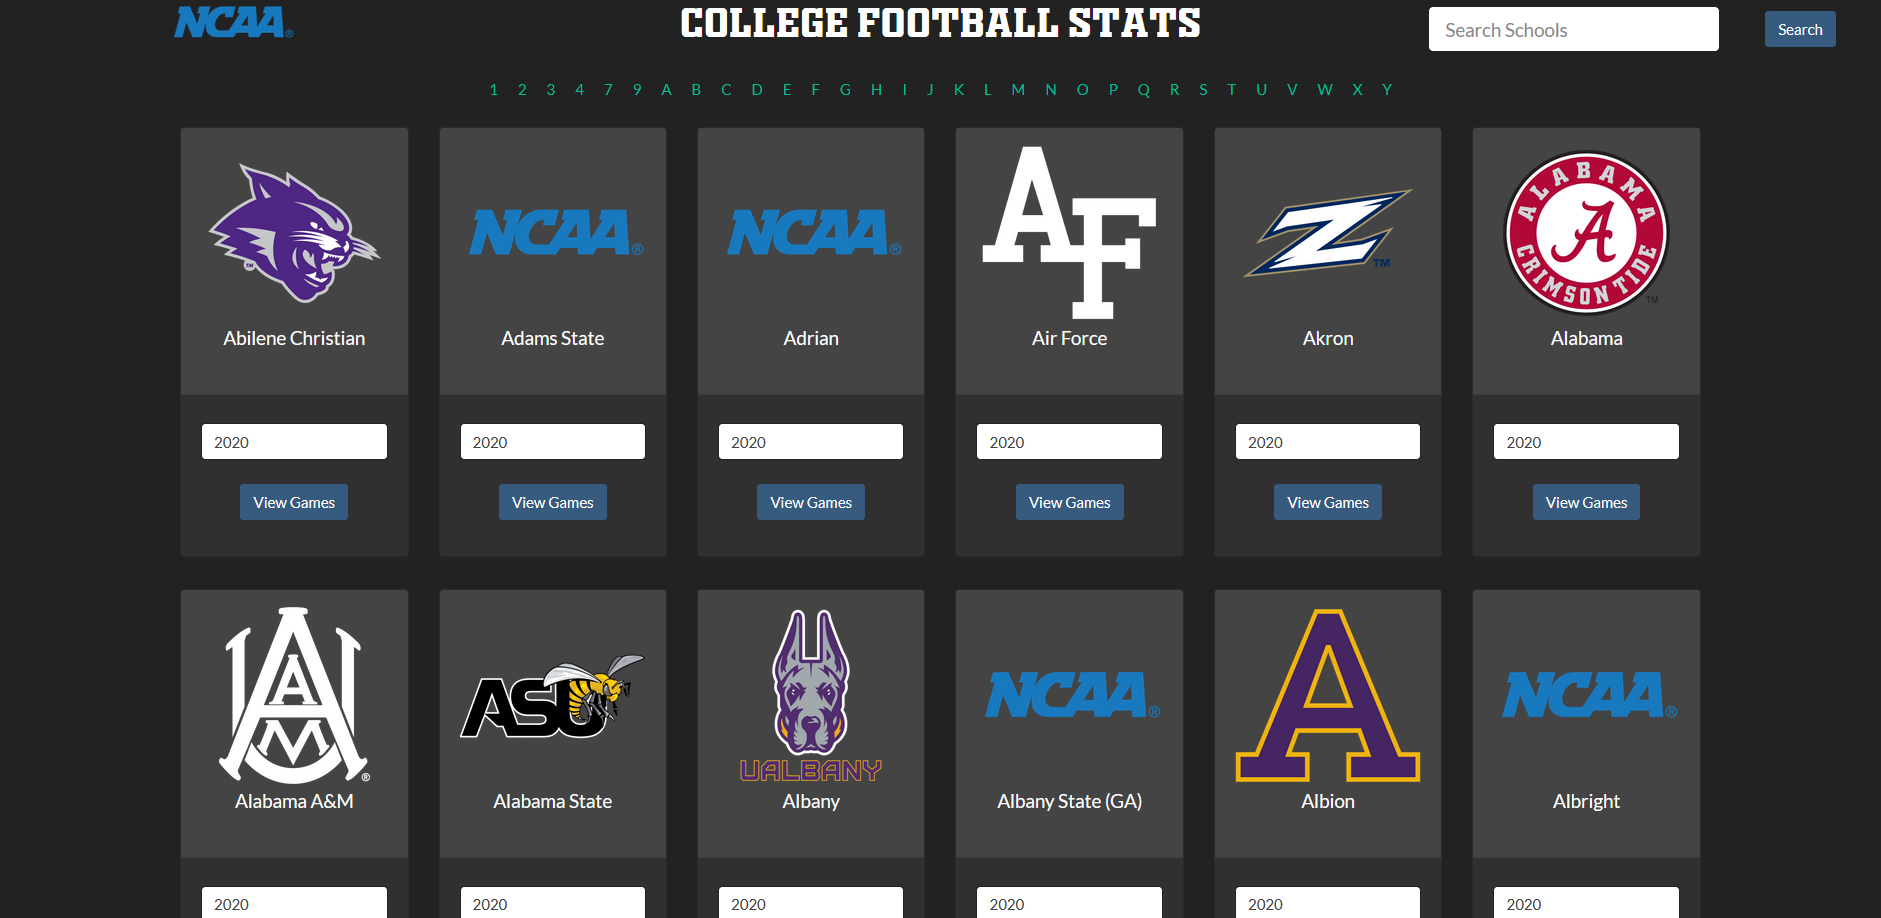 NCAA®
COLLEGE FOOTBALL STATS
Search Schools
Search
1 2 3 4 7 9 A B C D E F G H I J K L M N O P Q R S T U V W X Y
TM
NCAA®
NCAA®
AF
Z TM
ALABAMA
A
CRIMSON TIDE
TM
Abilene Christian
Adams State
Adrian
Air Force
Akron
Alabama
2020
2020
2020
2020
2020
2020
View Games
View Games
View Games
View Games
View Games
View Games
AAM®
ASU
UALBANY
NCAA®
A
NCAA®
Alabama A&M
Alabama State
Albany
Albany State (GA)
Albion
Albright
2020
2020
2020
2020
2020
2020